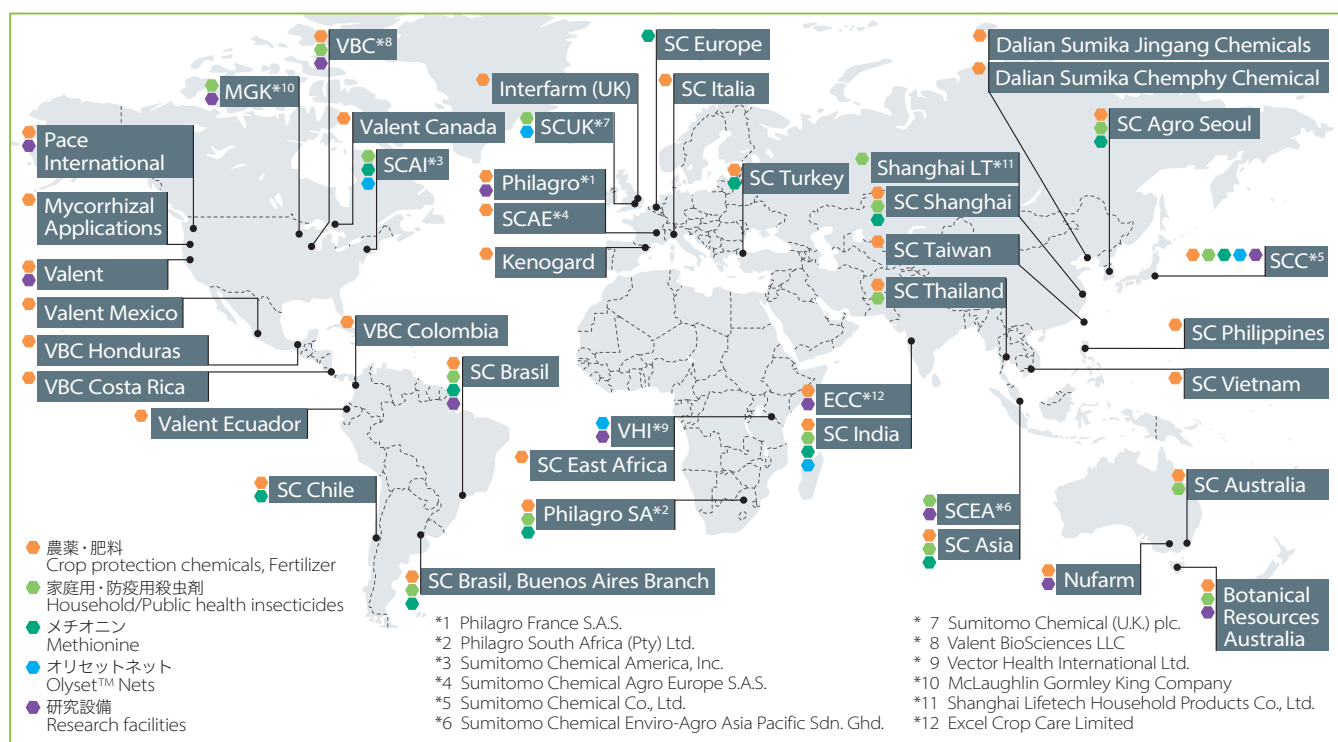 VBC*8
MGK*10
Pace
International
Valent Canada
SCAI*3
Mycorrhizal
Applications
Valent
Valent Mexico
VBC Honduras
VBC Costa Rica
Valent Ecuador
VBC Colombia
SC Brasil
SC Chile
SC Brasil, Buenos Aires Branch
SC Europe
Interfarm (UK)
SC Italia
SCUK*7
Philagro*1
SCAE*4
Kenogard
SC Turkey
VHI*9
SC East Africa
Philagro SA*2
Dalian Sumika Jingang Chemicals
Dalian Sumika Chemphy Chemical
SC Agro Seoul
Shanghai LT*11
SC Shanghai
SC Taiwan
SC Thailand
SCC*5
SC Philippines
SC Vietnam
ECC*12
SC India
SCEA*6
SC Asia
SC Australia
Nufarm
Botanical
Resources
Australia
農薬・肥料
Crop protection chemicals, Fertilizer
家庭用・防疫用殺虫剤
Household/Public health insecticides
メチオニン
Methionine
オリセットネット
Olyset™ Nets
研究設備
Research facilities
*1 Philagro France S.A.S.
*2 Philagro South Africa (Pty) Ltd.
*3 Sumitomo Chemical America, Inc.
*4 Sumitomo Chemical Agro Europe S.A.S.
*5 Sumitomo Chemical Co., Ltd.
*6 Sumitomo Chemical Enviro-Agro Asia Pacific Sdn. Ghd.
* 7 Sumitomo Chemical (U.K.) plc.
* 8 Valent BioSciences LLC
* 9 Vector Health International Ltd.
*10 McLaughlin Gormley King Company
*11 Shanghai Lifetech Household Products Co., Ltd.
*12 Excel Crop Care Limited